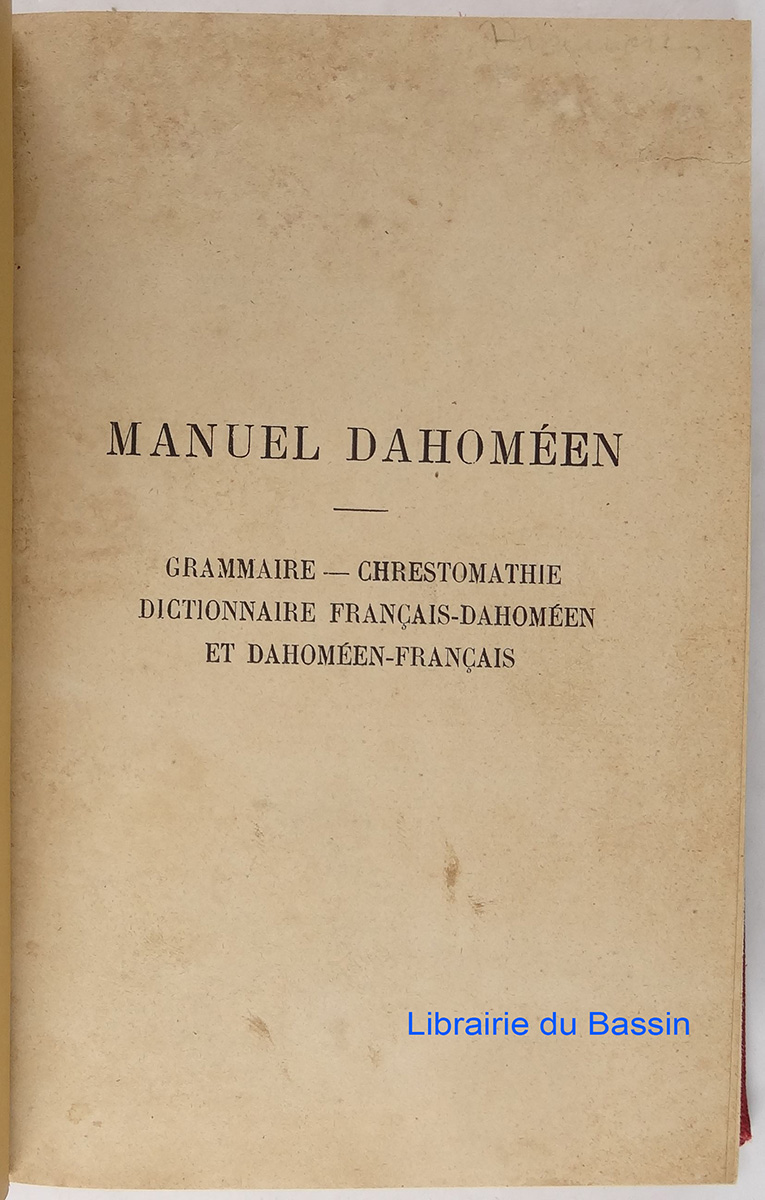 MANUEL DAHOMÉEN
GRAMMAIRE — CHRESTOMATHIE
DICTIONNAIRE FRANÇAIS-DAHOMÉEN
ET DAHOMÉEN-FRANÇAIS
Librairie du Bassin